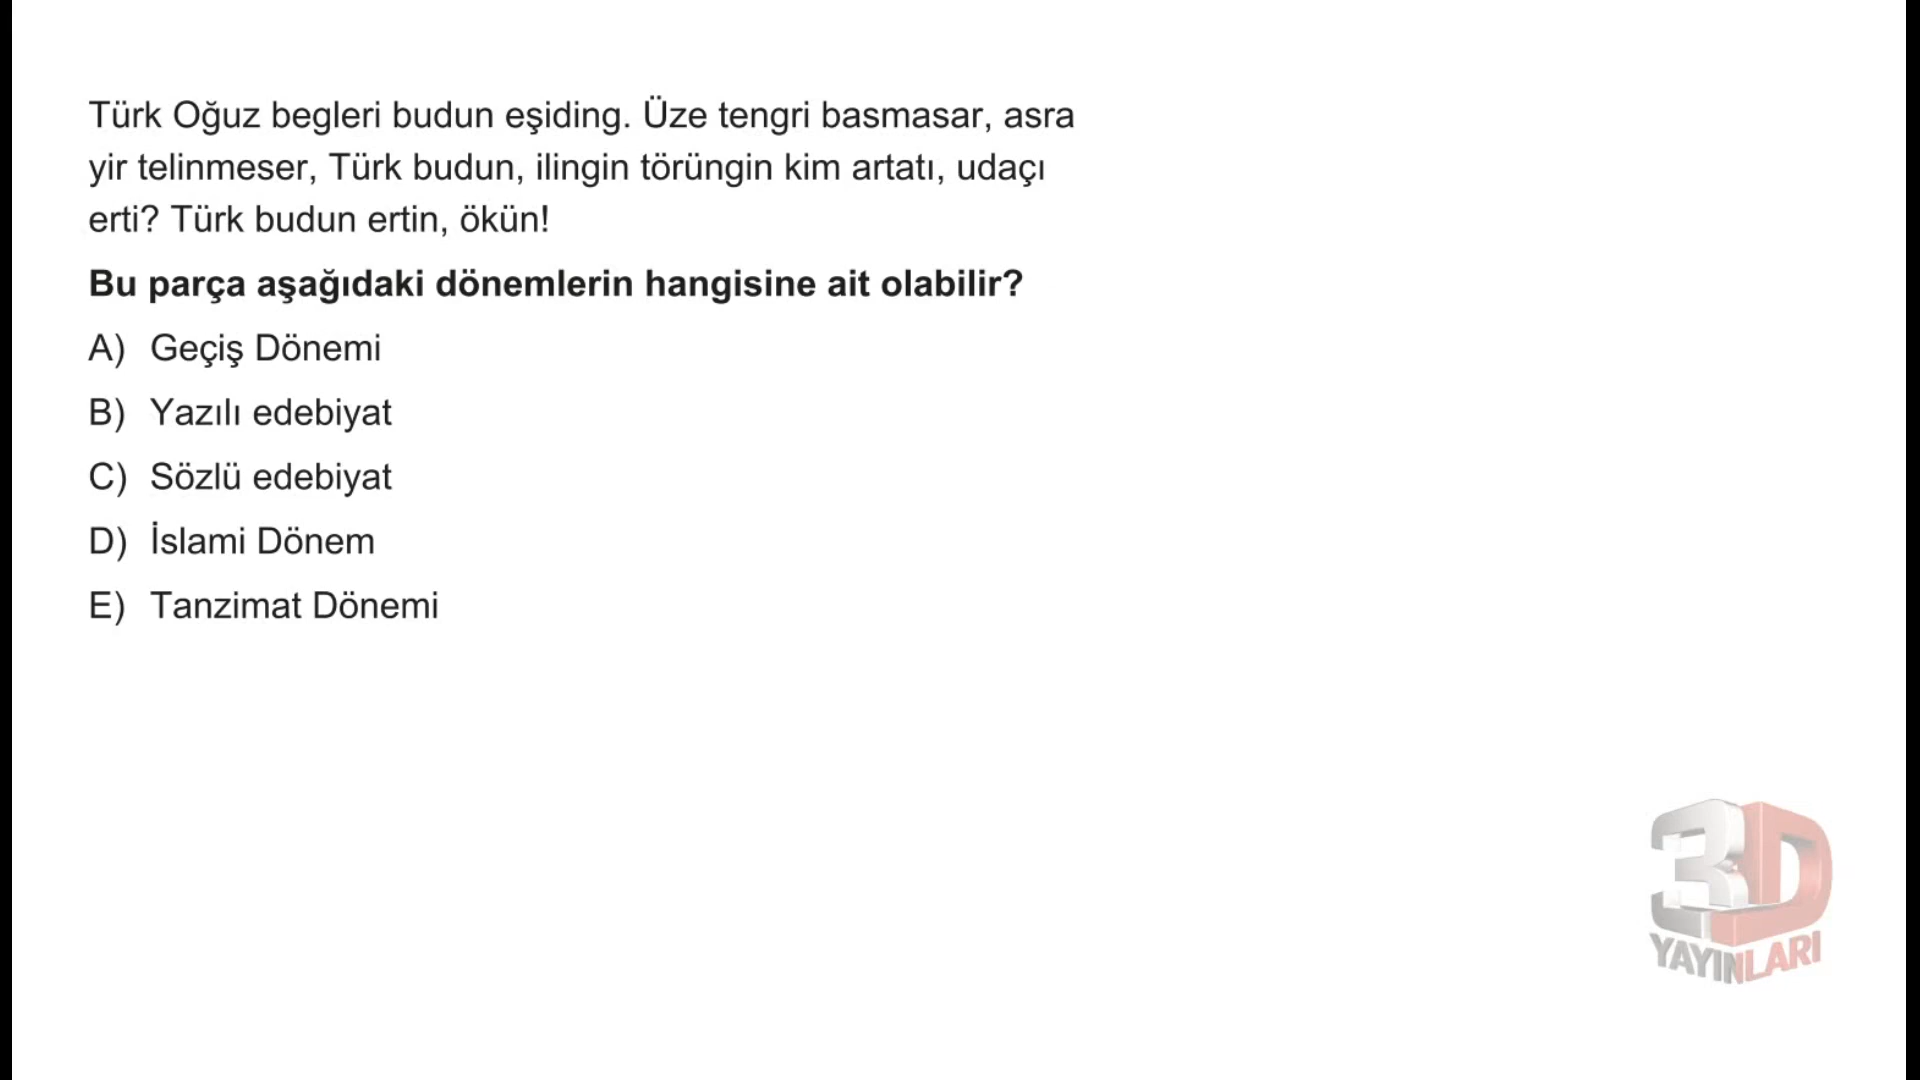 Türk Oğuz begleri budun eşiding. Üze tengri basmasar, asra
yir telinmeser, Türk budun, ilingin törüngin kim artatı, udaçı
erti? Türk budun ertin, ökün!
Bu parça aşağıdaki dönemlerin hangisine ait olabilir?
A) Geçiş Dönemi
B) Yazılı edebiyat
C) Sözlü edebiyat
D) İslami Dönem
E) Tanzimat Dönemi
3D
YAYINLARI